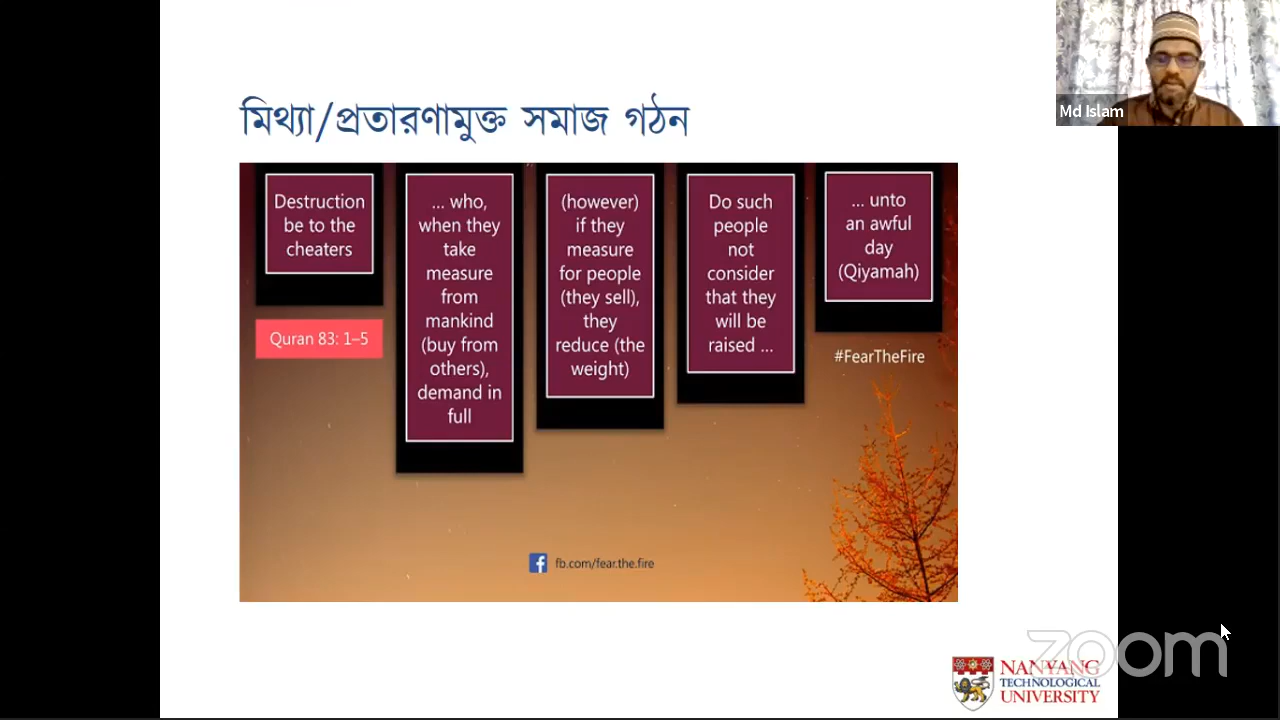 মিথ্যা/প্রতারণামুক্ত সমাজ গঠন
Md Islam
Destruction
be to the
cheaters
Quran 83: 1–5
... who,
when they
take
measure
from
mankind
(buy from
others),
demand in
full
(however)
if they
measure
for people
(they sell),
they
reduce (the
weight)
Do such
people
not
consider
that they
will be
raised ...
... unto
an awful
day
(Qiyamah)
#FearTheFire
fb.com/fear.the.fire
zoom
NANYANG
TECHNOLOGICAL
UNIVERSITY